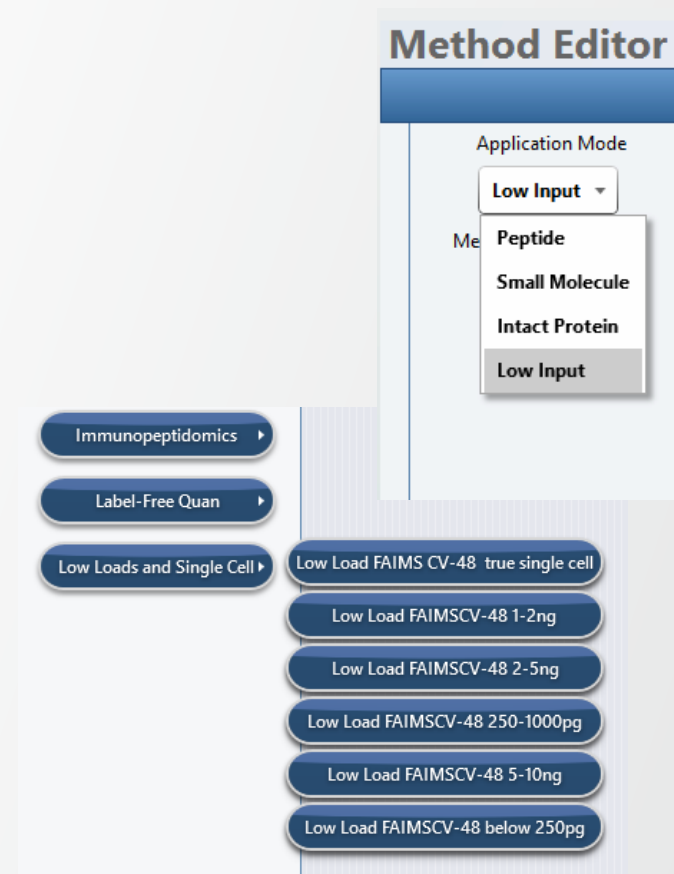 Method Editor
Application Mode
Low Input
Me
Peptide
Small Molecule
Intact Protein
Low Input
Immunopeptidomics
Label-Free Quan
Low Loads and Single Cell
Low Load FAIMS CV-48 true single cell
Low Load FAIMSCV-48 1-2ng
Low Load FAIMSCV-48 2-5ng
Low Load FAIMSCV-48 250-1000pg
Low Load FAIMSCV-48 5-10ng
Low Load FAIMSCV-48 below 250pg